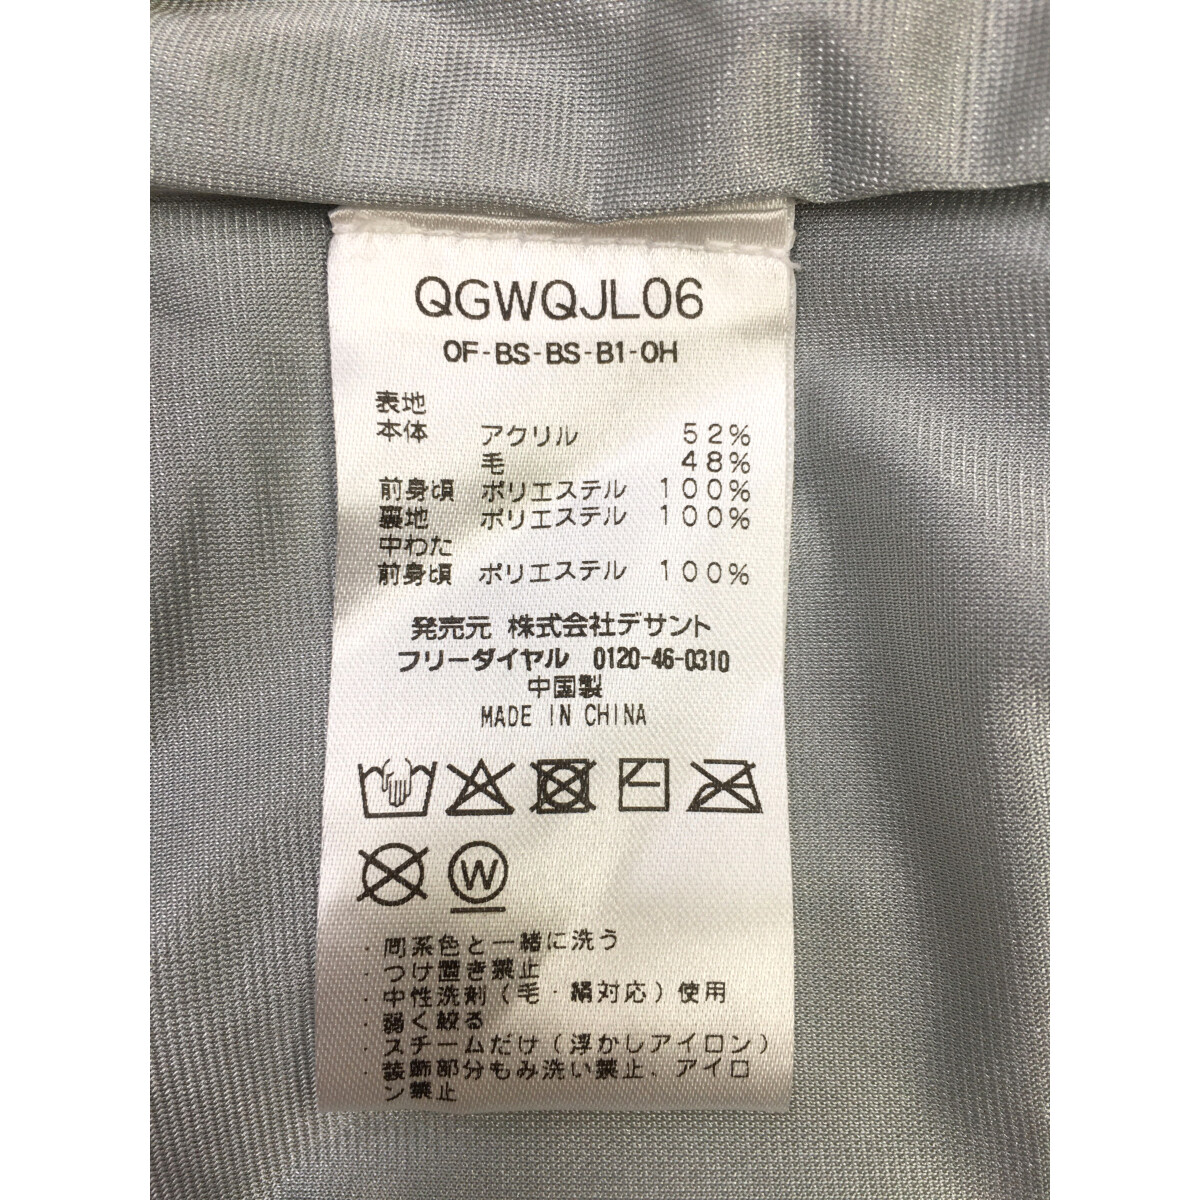 QGWQJL06
OF-BS-BS-B1-OH
表地
本体 アクリル 52%
毛 48%
前身頃 ポリエステル 100%
裏地 ポリエステル 100%
中わた
前身頃 ポリエステル 100%
発売元 株式会社デサント
フリーダイヤル 0120-46-0310
中国製
MADE IN CHINA
W
・同系色と一緒に洗う
・つけ置き禁止
・中性洗剤（毛・絹対応）使用
・弱く絞る
・スチームだけ（浮かしアイロン）
・装飾部分もみ洗い禁止、アイロ
ン禁止